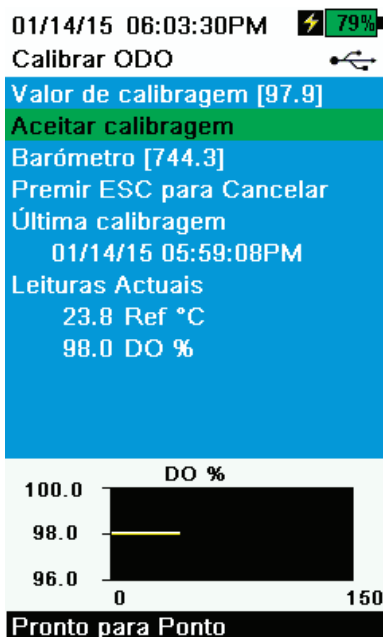 01/14/15 06:03:30PM 79%
Calibrar ODO
Valor de calibragem [97.9]
Aceitar calibragem
Barómetro [744.3]
Premir ESC para Cancelar
Última calibragem
01/14/15 05:59:08PM
Leituras Actuais
23.8 Ref °C
98.0 DO %
DO %
100.0
98.0
96.0
0 150
Pronto para Ponto